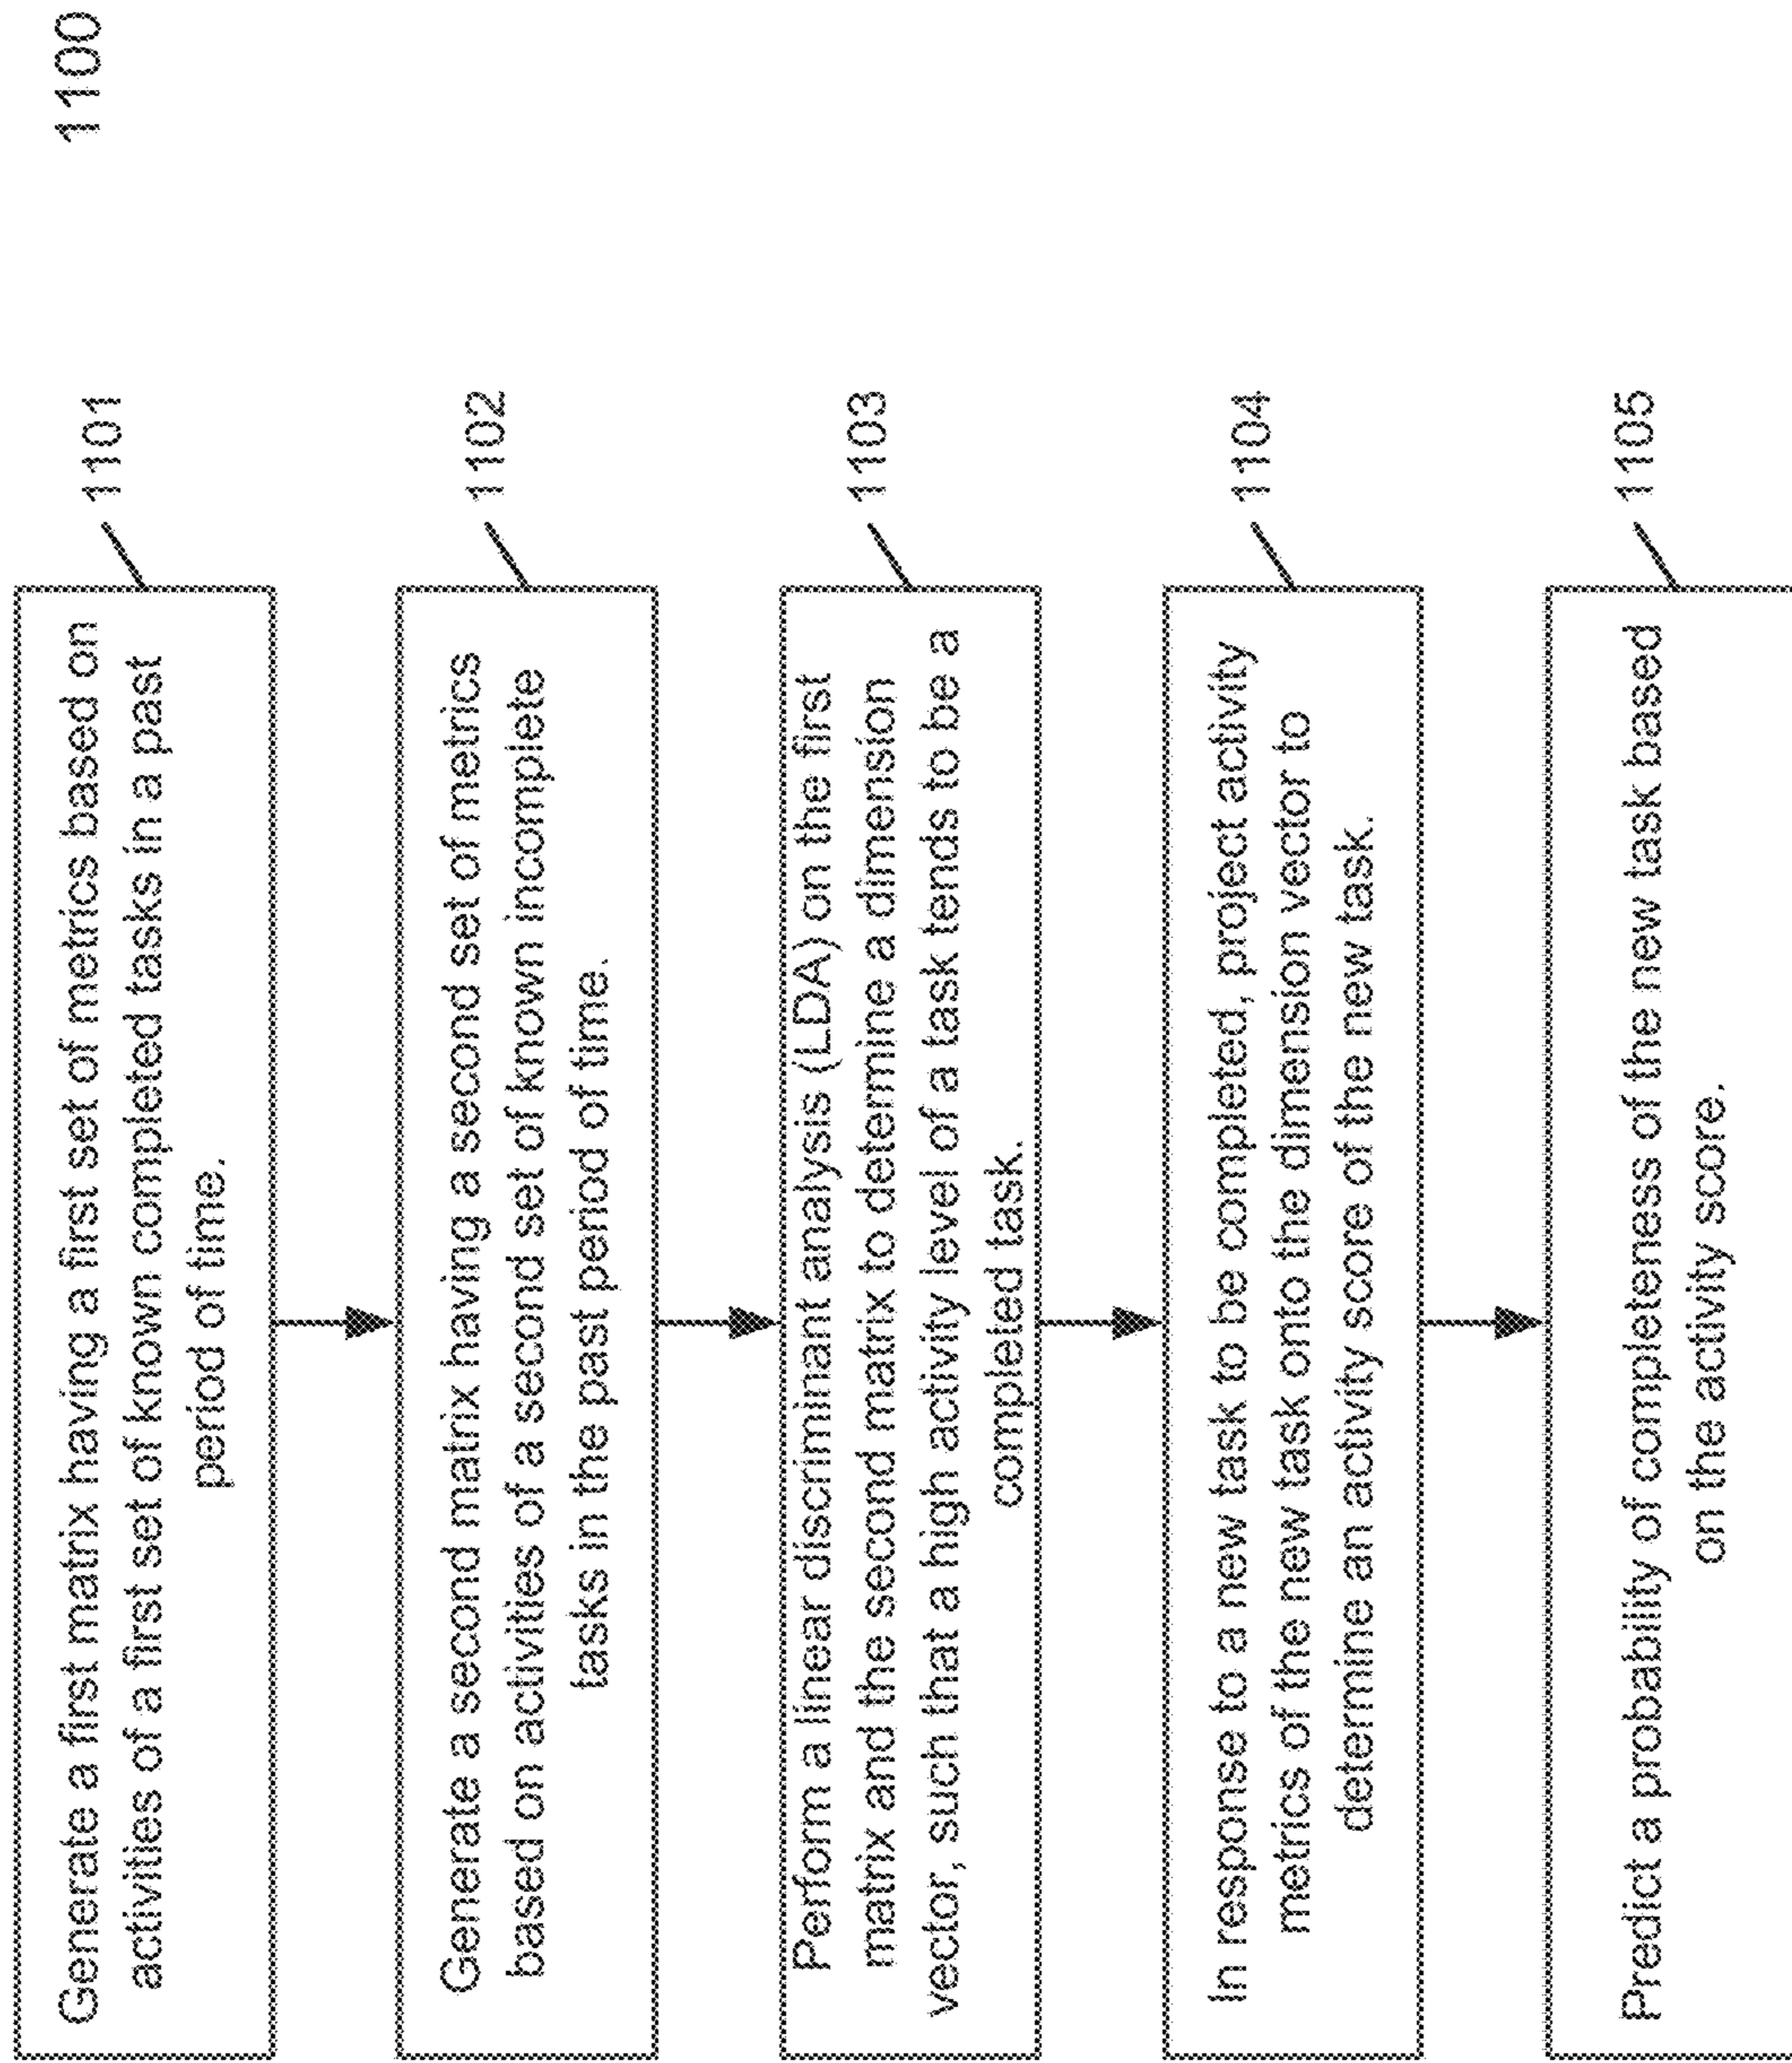 1100
Generate a first matrix having a first set of metrics based on
activities of a first set of known completed tasks in a past
period of time.
1101
Generate a second matrix having a second set of metrics
based on activities of a second set of known incomplete
tasks in the past period of time.
1102
Perform a linear discriminant analysis (LDA) on the first
matrix and the second matrix to determine a dimension
vector, such that a high activity level of a task tends to be a
completed task.
1103
In response to a new task to be completed, project activity
metrics of the new task onto the dimension vector to
determine an activity score of the new task.
1104
Predict a probability of completeness of the new task based
on the activity score.
1105